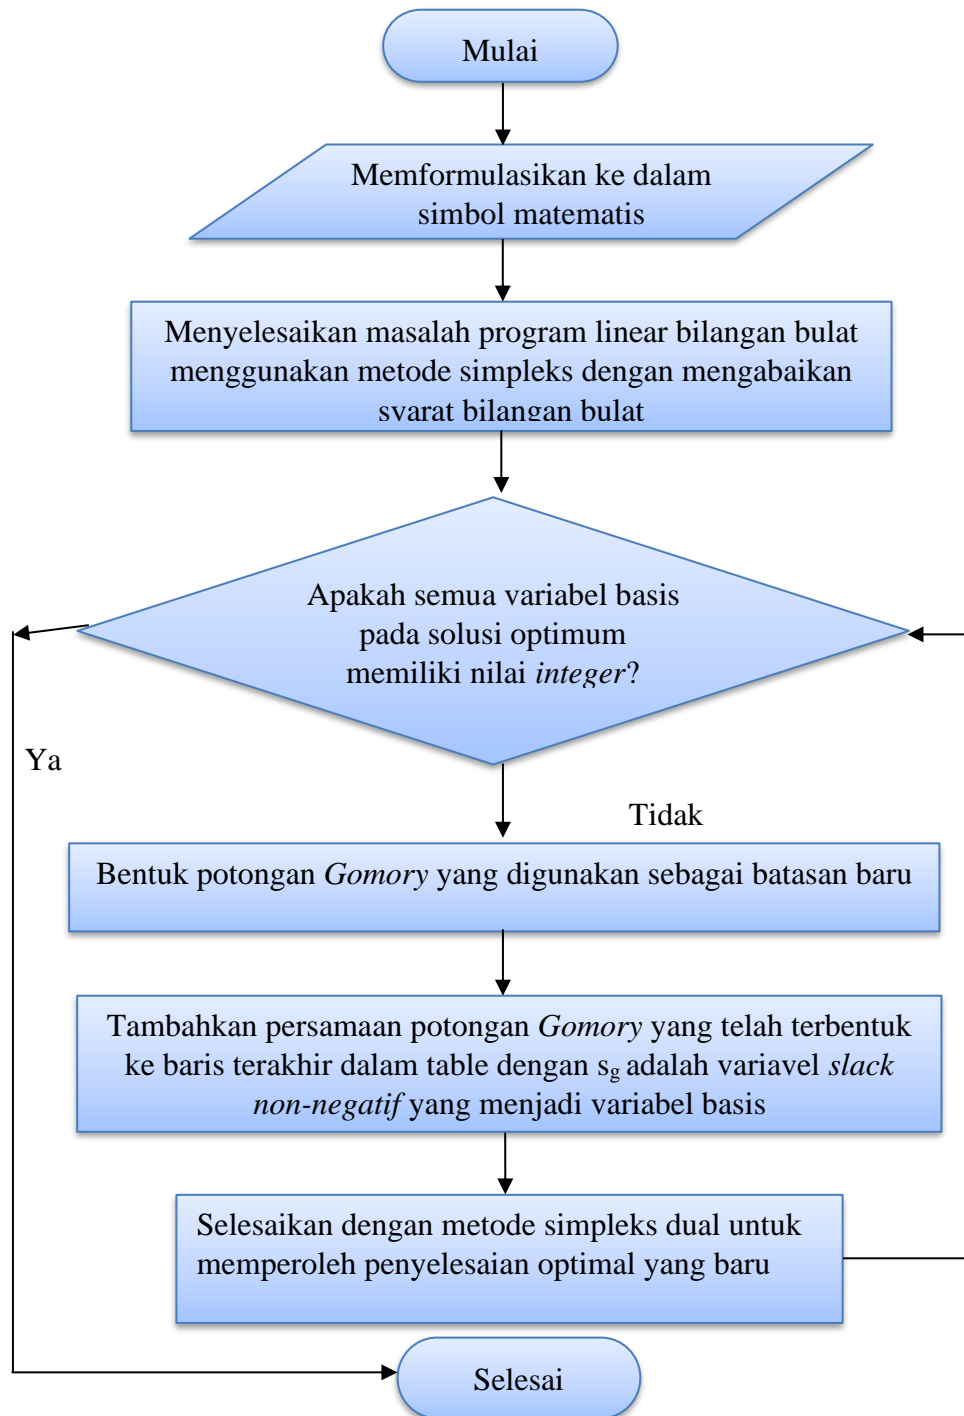 Mulai
Memformulasikan ke dalam
simbol matematis
Menyelesaikan masalah program linear bilangan bulat
menggunakan metode simpleks dengan mengabaikan
syarat bilangan bulat
Apakah semua variabel basis
pada solusi optimum
memiliki nilai integer?
Ya
Tidak
Bentuk potongan Gomory yang digunakan sebagai batasan baru
Tambahkan persamaan potongan Gomory yang telah terbentuk
ke baris terakhir dalam table dengan sg adalah variavel slack
non-negatif yang menjadi variabel basis
Selesaikan dengan metode simpleks dual untuk
memperoleh penyelesaian optimal yang baru
Selesai